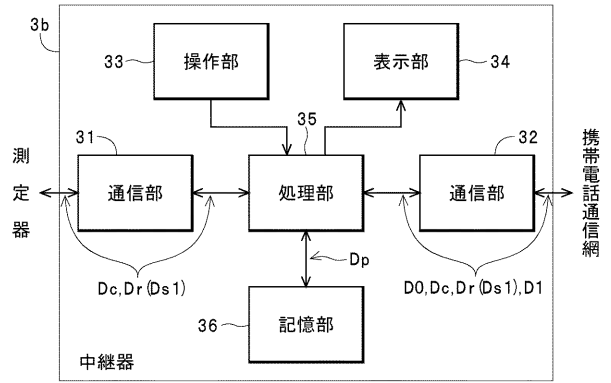 3b
33
操作部
表示部
34
31
35
32
測定器
通信部
処理部
通信部
携帯電話通信網
Dc,Dr(Ds1)
Dp
D0,Dc,Dr(Ds1),D1
36
記憶部
中継器